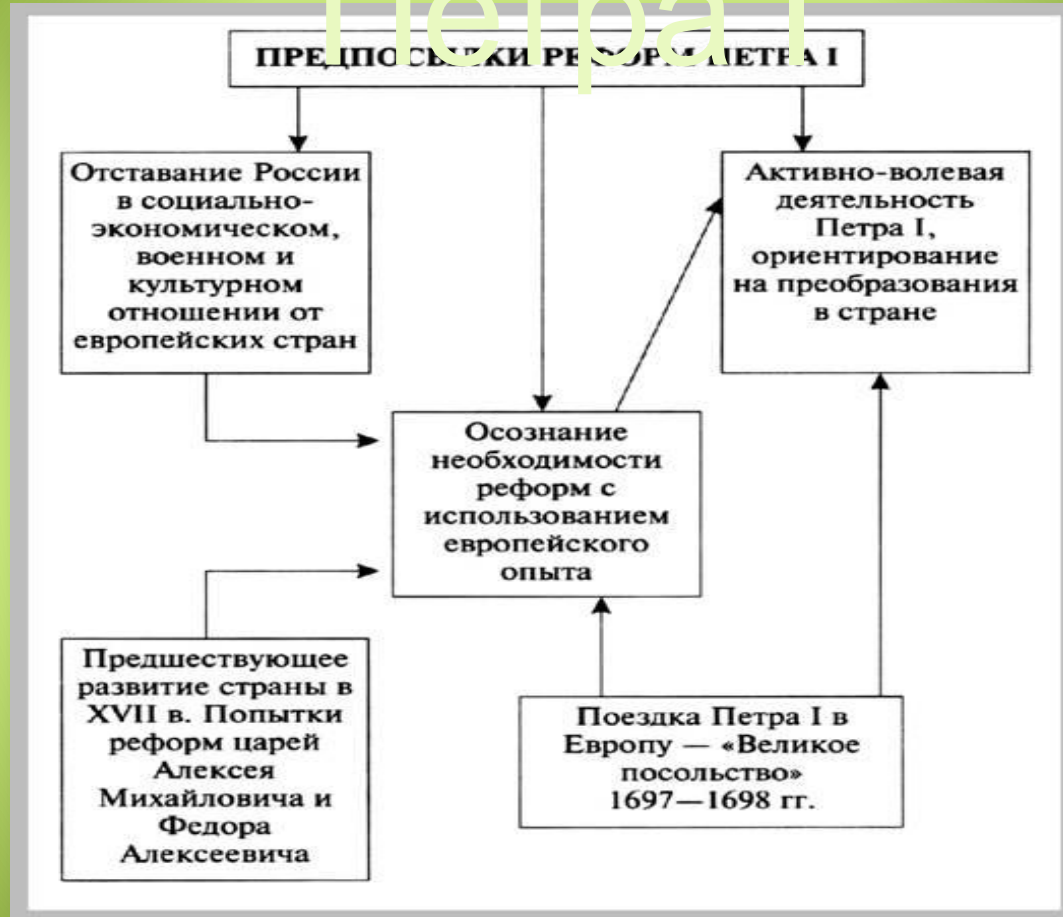 Петра I
ПРЕДПОСЫЛКИ РЕФОРМ ПЕТРА I
Отставание России
в социально-
экономическом,
военном и
культурном
отношении от
европейских стран
Активно-волевая
деятельность
Петра I,
ориентирование
на преобразования
в стране
Осознание
необходимости
реформ с
использованием
европейского
опыта
Предшествующее
развитие страны в
XVII в. Попытки
реформ царей
Алексея
Михайловича и
Федора
Алексеевича
Поездка Петра I в
Европу — «Великое
посольство»
1697—1698 гг.